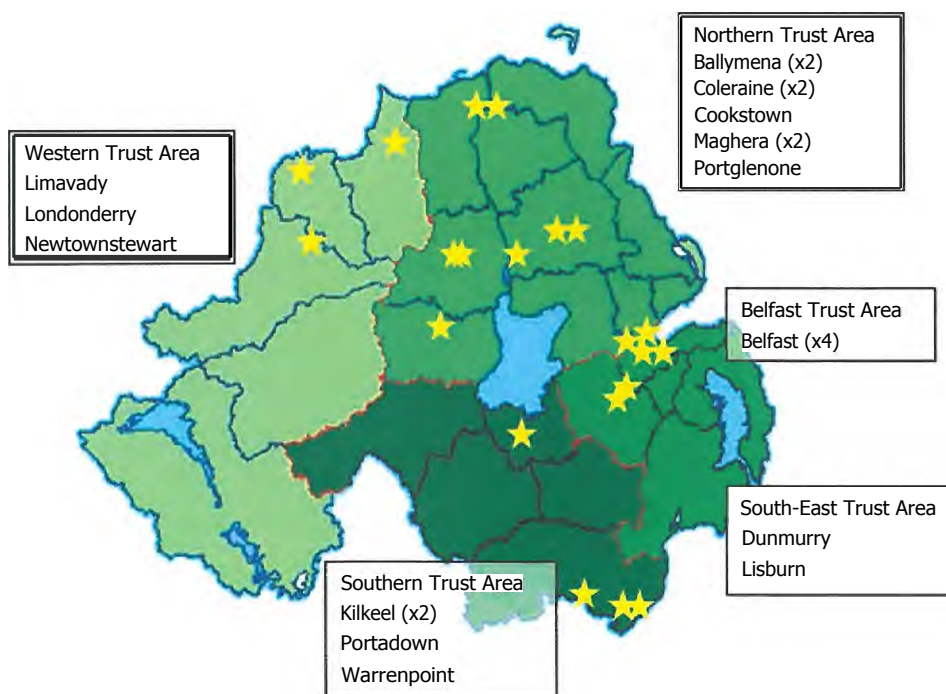 Northern Trust Area
Ballymena (x2)
Coleraine (x2)
Cookstown
Maghera (x2)
Portglenone
Western Trust Area
Limavady
Londonderry
Newtownstewart
Belfast Trust Area
Belfast (x4)
South-East Trust Area
Dunmurry
Lisburn
Southern Trust Area
Kilkeel (x2)
Portadown
Warrenpoint